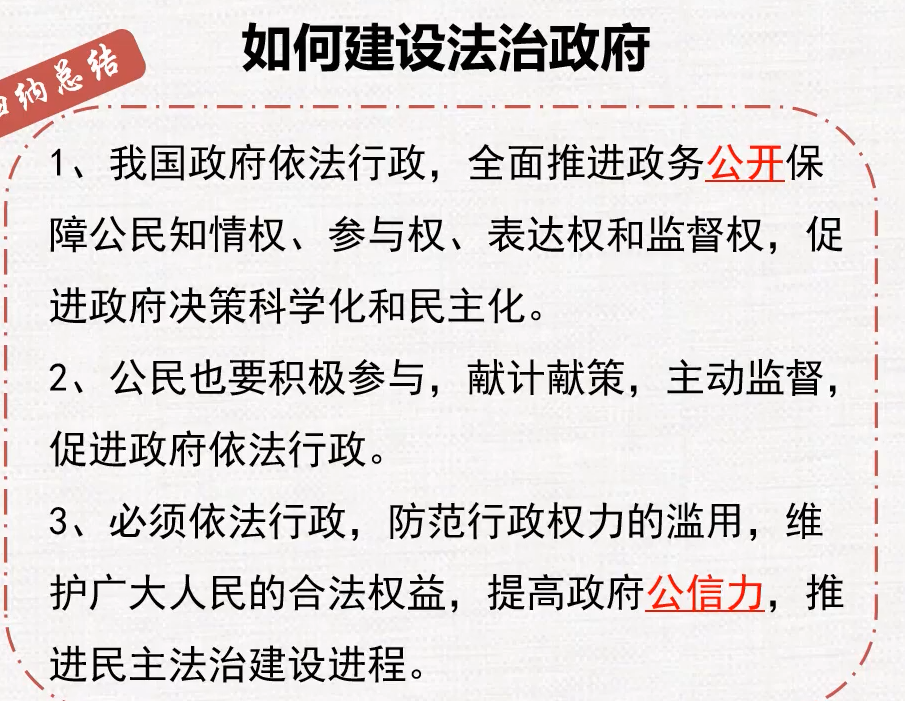 如何建设法治政府
归纳总结
1、我国政府依法行政，全面推进政务公开保
障公民知情权、参与权、表达权和监督权，促
进政府决策科学化和民主化。
2、公民也要积极参与，献计献策，主动监督，
促进政府依法行政。
3、必须依法行政，防范行政权力的滥用，维
护广大人民的合法权益，提高政府公信力，推
进民主法治建设进程。